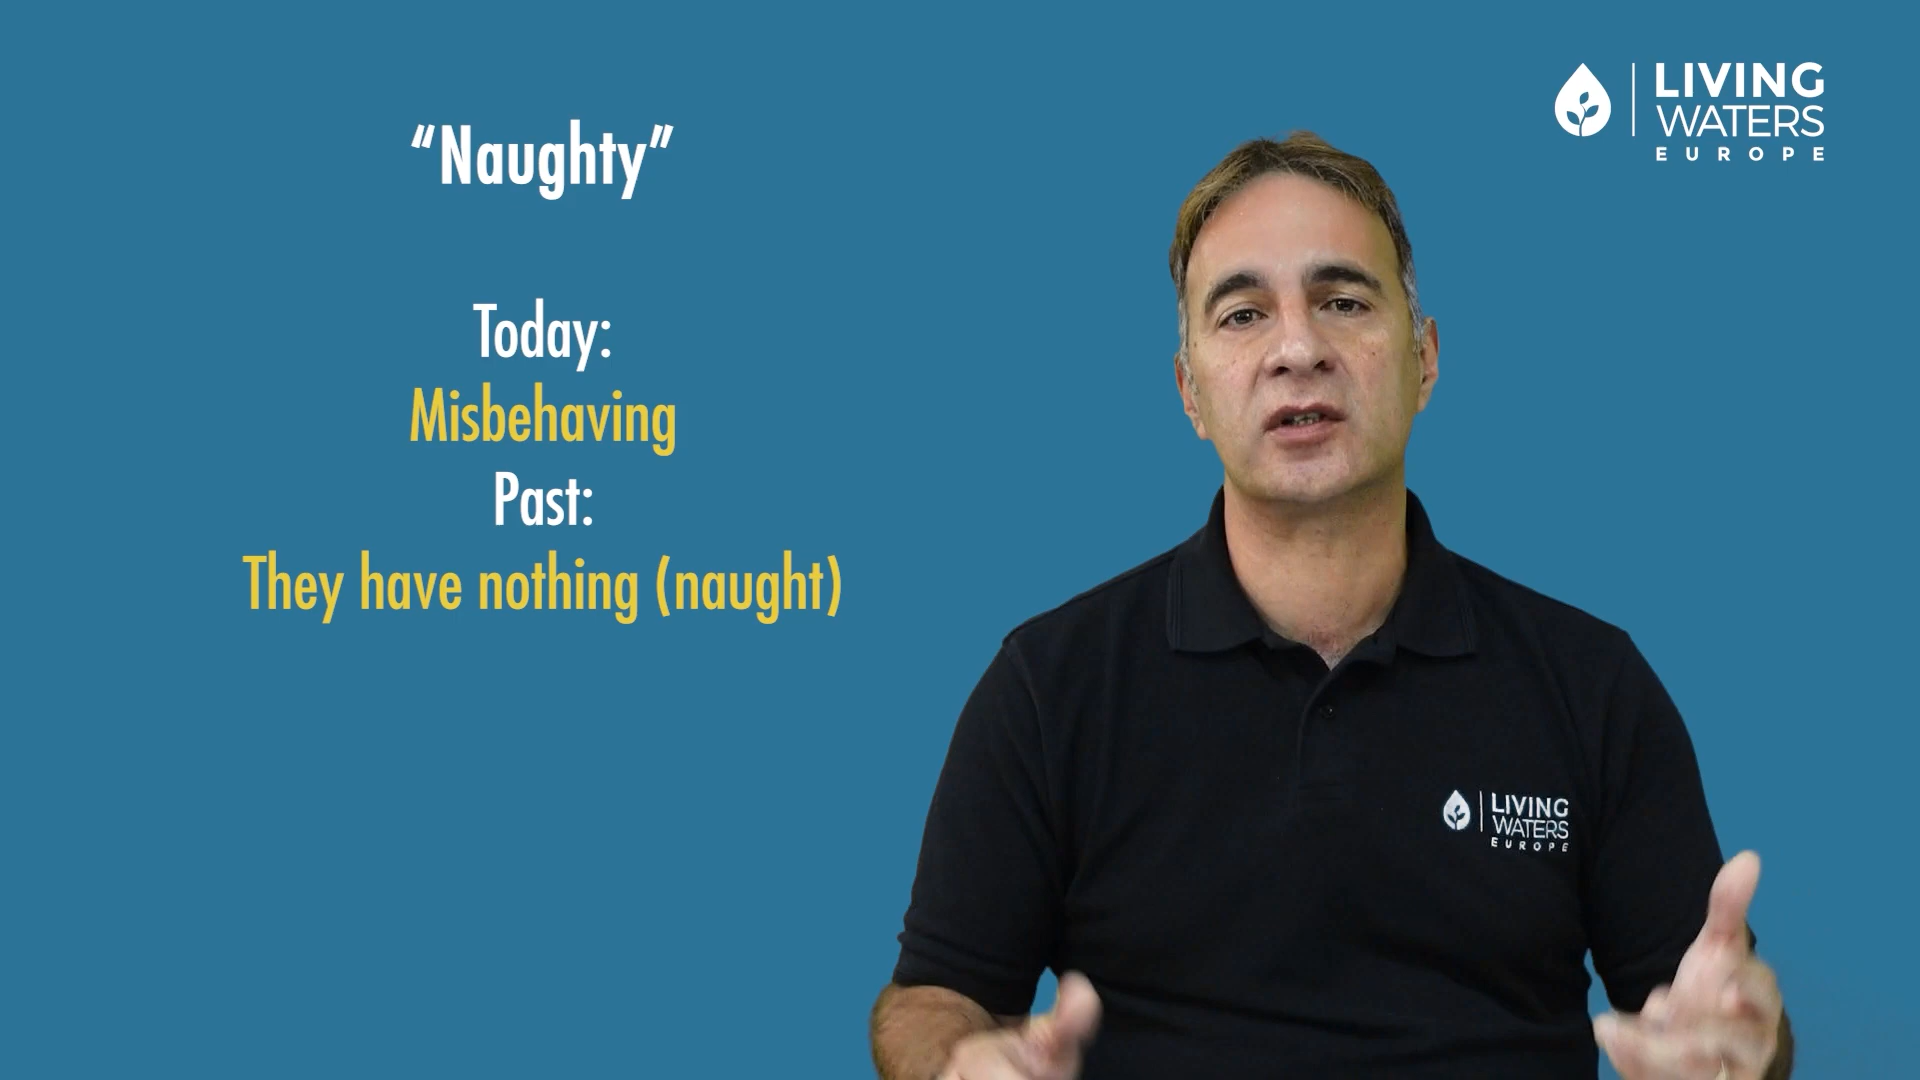 “Naughty”
Today:
Misbehaving
Past:
They have nothing (naught)
LIVING
WATERS
EUROPE
LIVING
WATERS
EUROPE